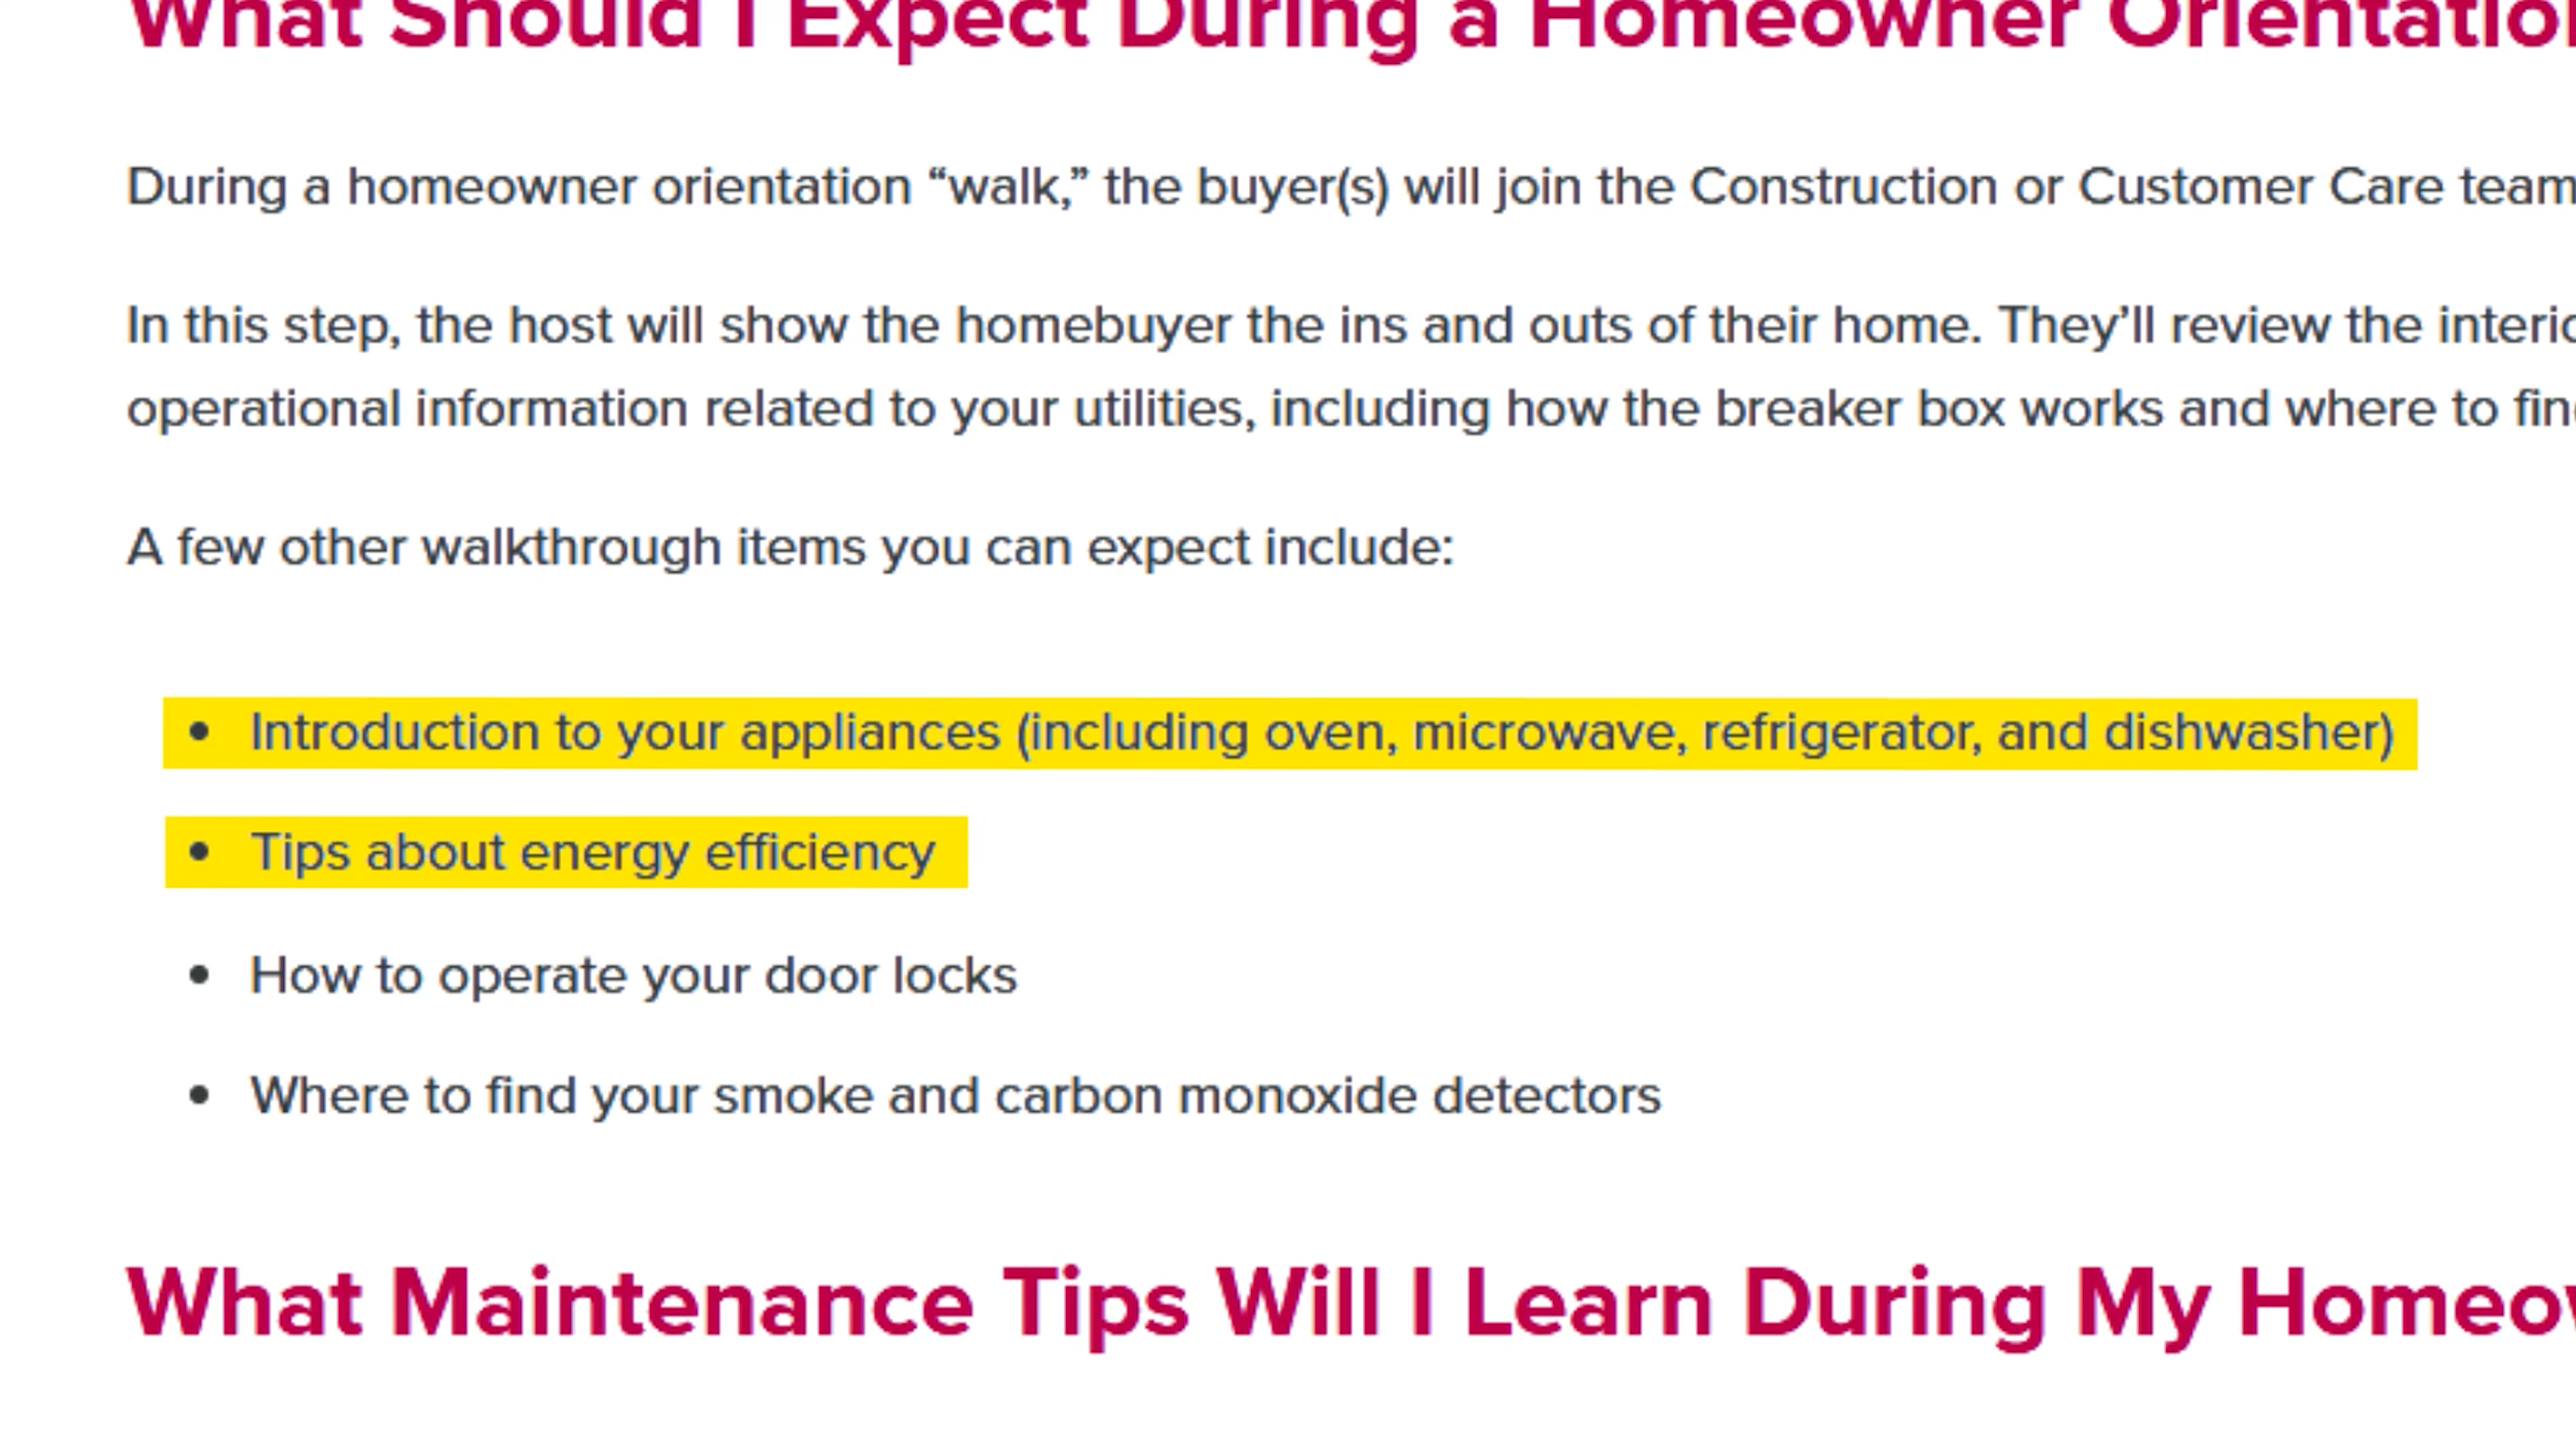 What Should I Expect During a Homeowner Orientation
During a homeowner orientation “walk,” the buyer(s) will join the Construction or Customer Care team
In this step, the host will show the homebuyer the ins and outs of their home. They’ll review the
operational information related to your utilities, including how the breaker box works and where to
A few other walkthrough items you can expect include:
• Introduction to your appliances (including oven, microwave, refrigerator, and dishwasher)
• Tips about energy efficiency
• How to operate your door locks
• Where to find your smoke and carbon monoxide detectors
What Maintenance Tips Will I Learn During My